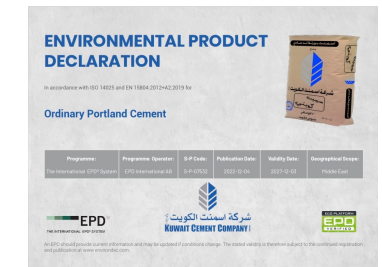 ENVIRONMENTAL PRODUCT
DECLARATION
In accordance with ISO 14025 and EN 15804:2012+A2:2019 for
Ordinary Portland Cement
شركة اسمنت الكويت
Programme: Programme Operator: S-P Code: Publication Date: Validity Date: Geographical Scope:
The International EPD® System EPD International AB S-P-07632 2022-12-04 2027-12-03 Middle East
شركة اسمنت الكويت
KUWAIT CEMENT COMPANY
EPD
THE INTERNATIONAL EPD® SYSTEM
ECO PLATFORM
EPD
VERIFIED
An EPD should provide current information and may be updated if conditions change. The stated validity is therefore subject to the continued registration
and publication at www.environdec.com.